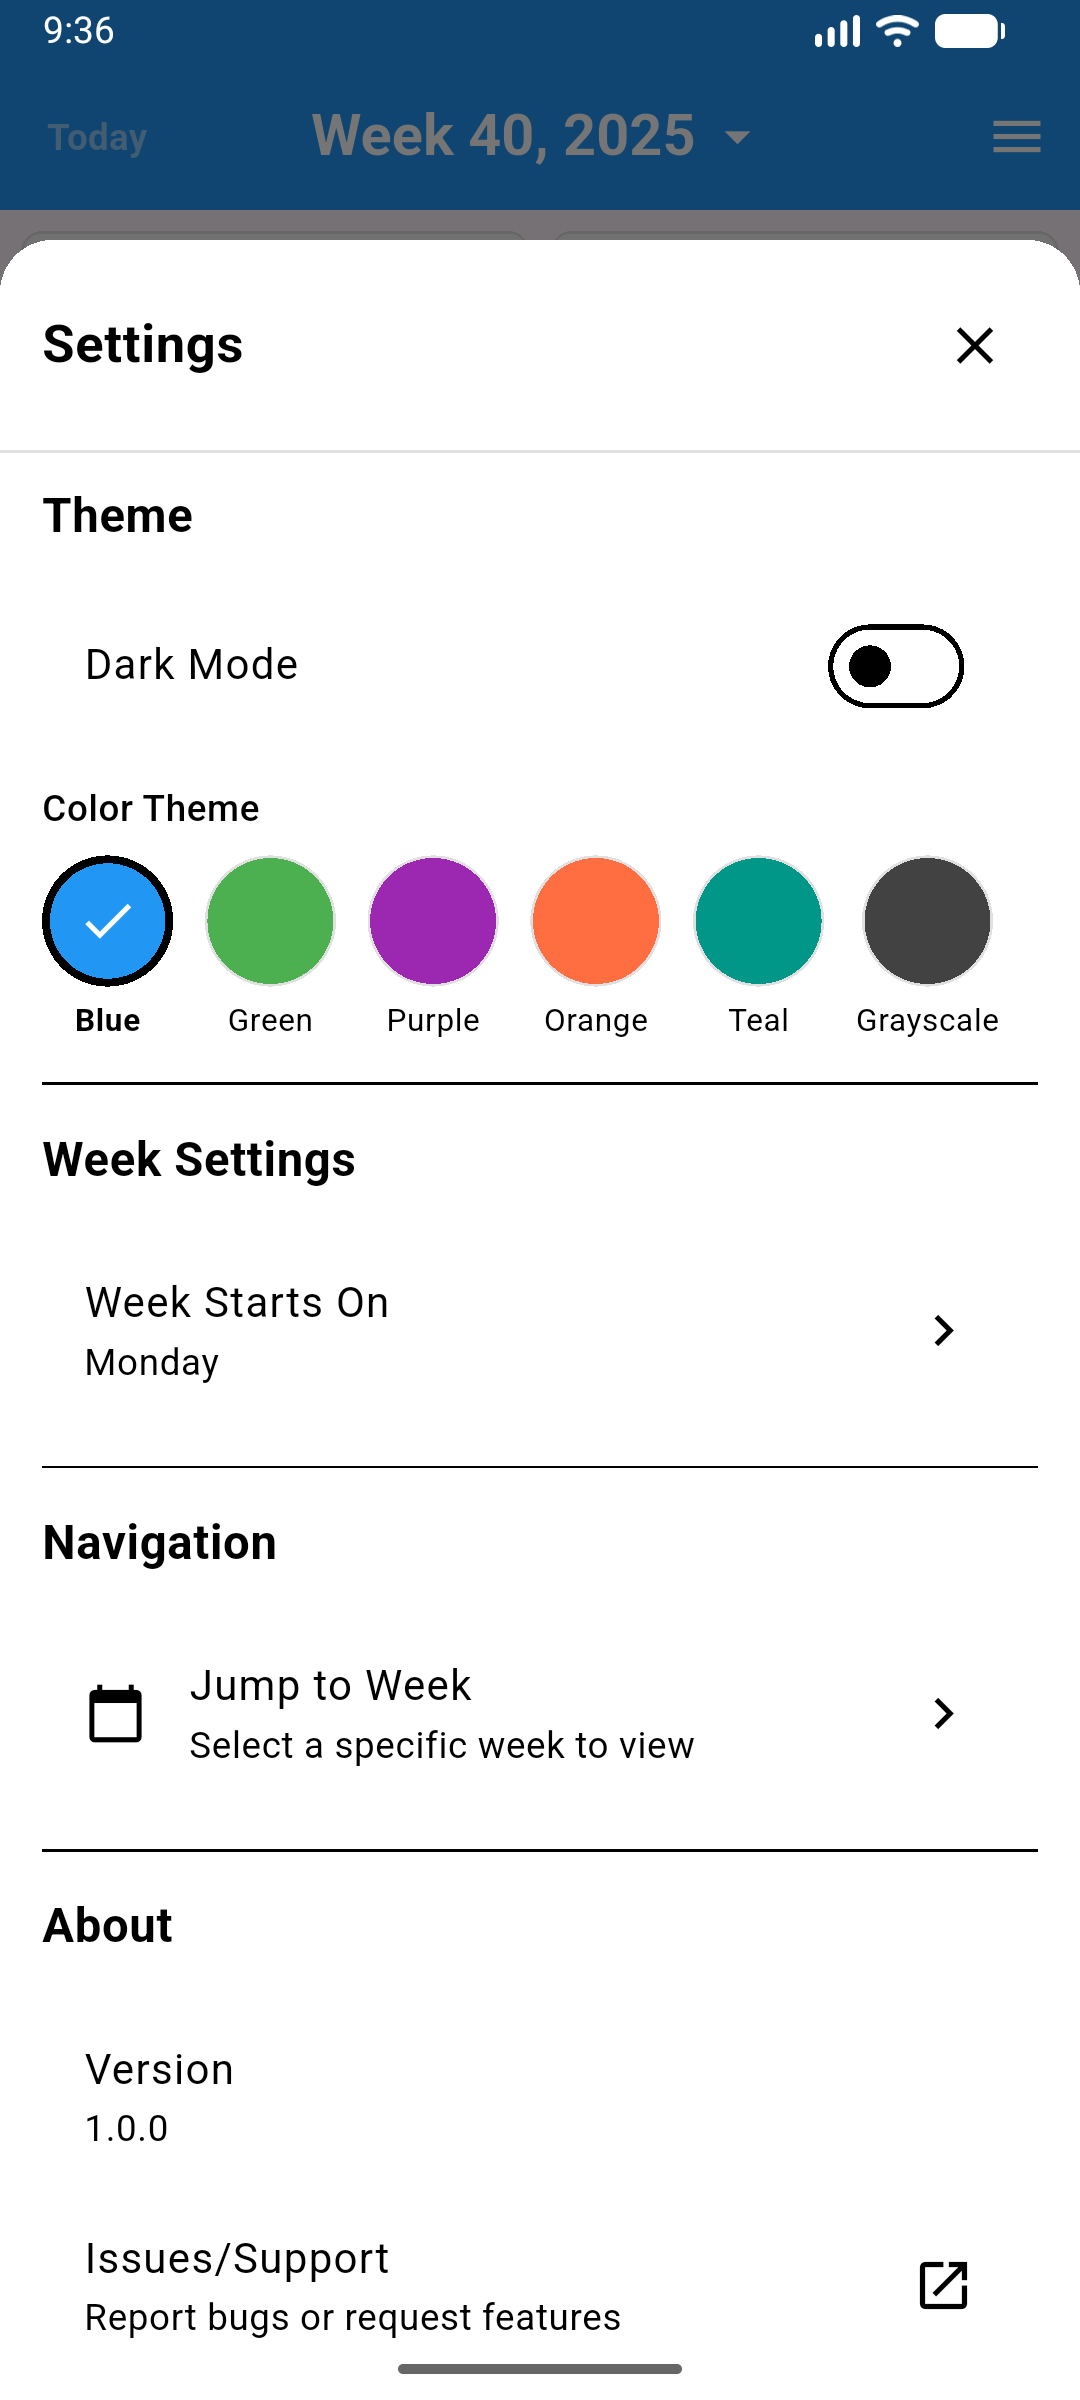 9:36
Today
Week 40, 2025
Settings
Theme
Dark Mode
Color Theme
Blue Green Purple Orange Teal Grayscale
Week Settings
Week Starts On
Monday
Navigation
Jump to Week
Select a specific week to view
About
Version
1.0.0
Issues/Support
Report bugs or request features